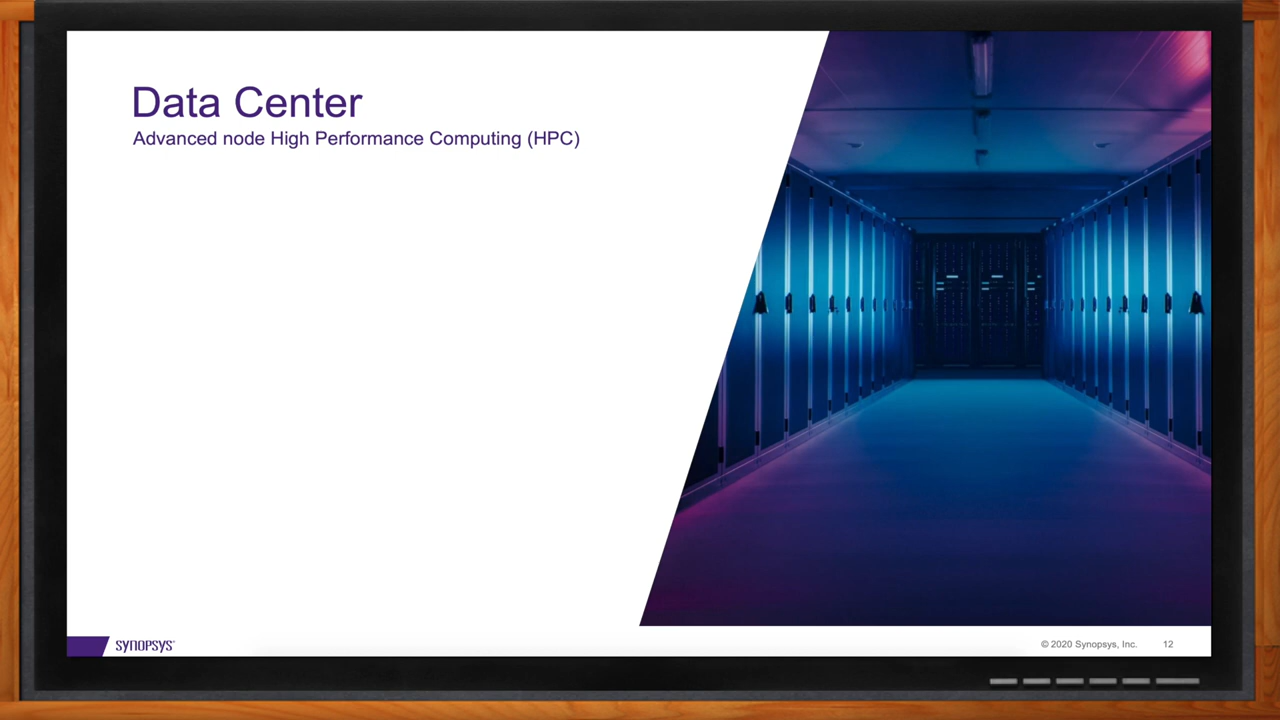 Data Center
Advanced node High Performance Computing (HPC)
SYNOPSYS
© 2020 Synopsys, Inc.
12